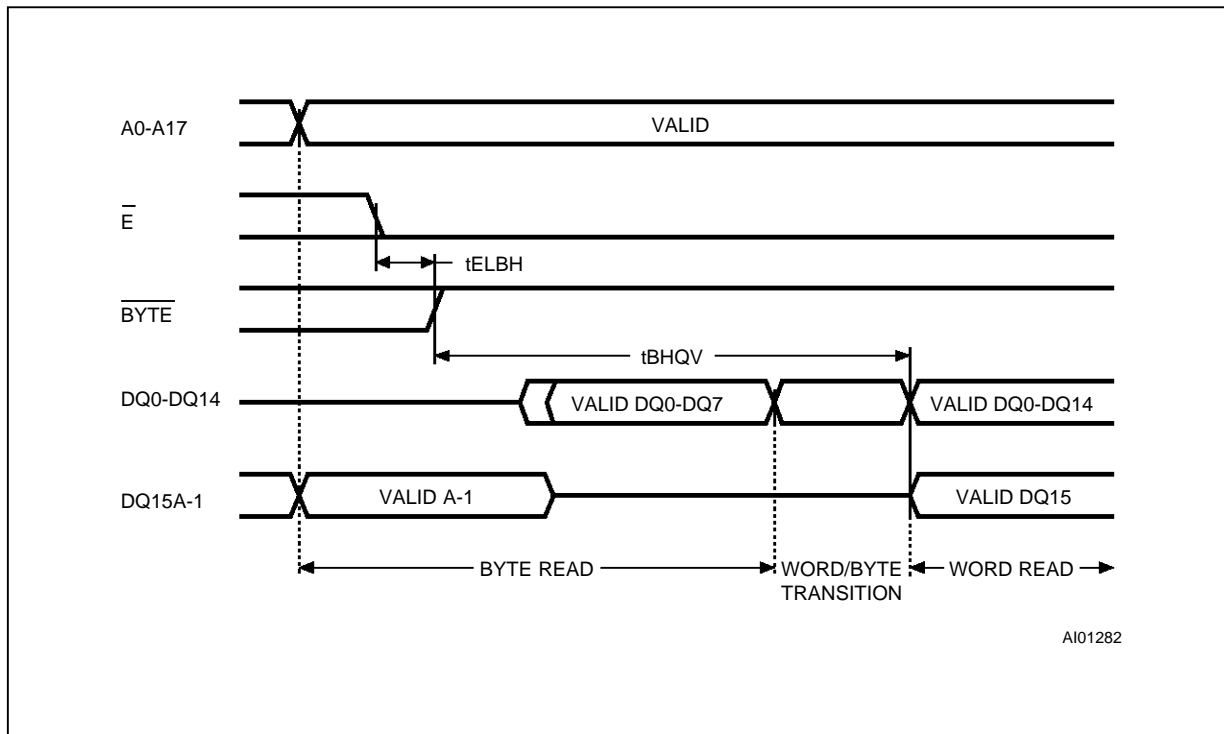 A0-A17
VALID
E
tELBH
BYTE
tBHQV
DQ0-DQ14
VALID DQ0-DQ7
VALID DQ0-DQ14
DQ15A-1
VALID A-1
VALID DQ15
BYTE READ
WORD/BYTE
TRANSITION
WORD READ
AI01282